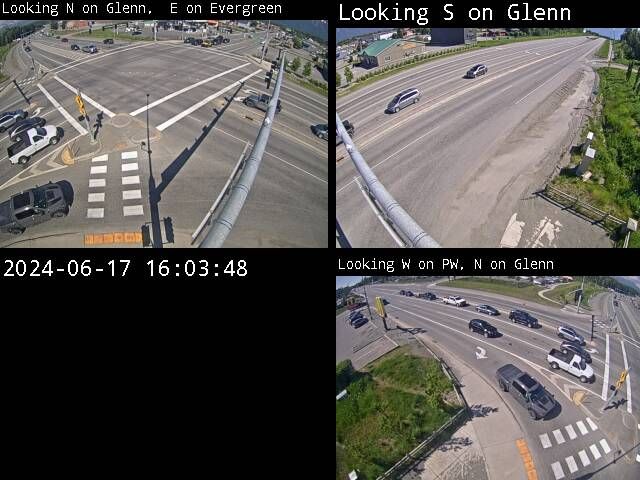 Looking N on Glenn,  E on Evergreen
Looking S on Glenn
2024-06-17 16:03:48
Looking W on PW, N on Glenn